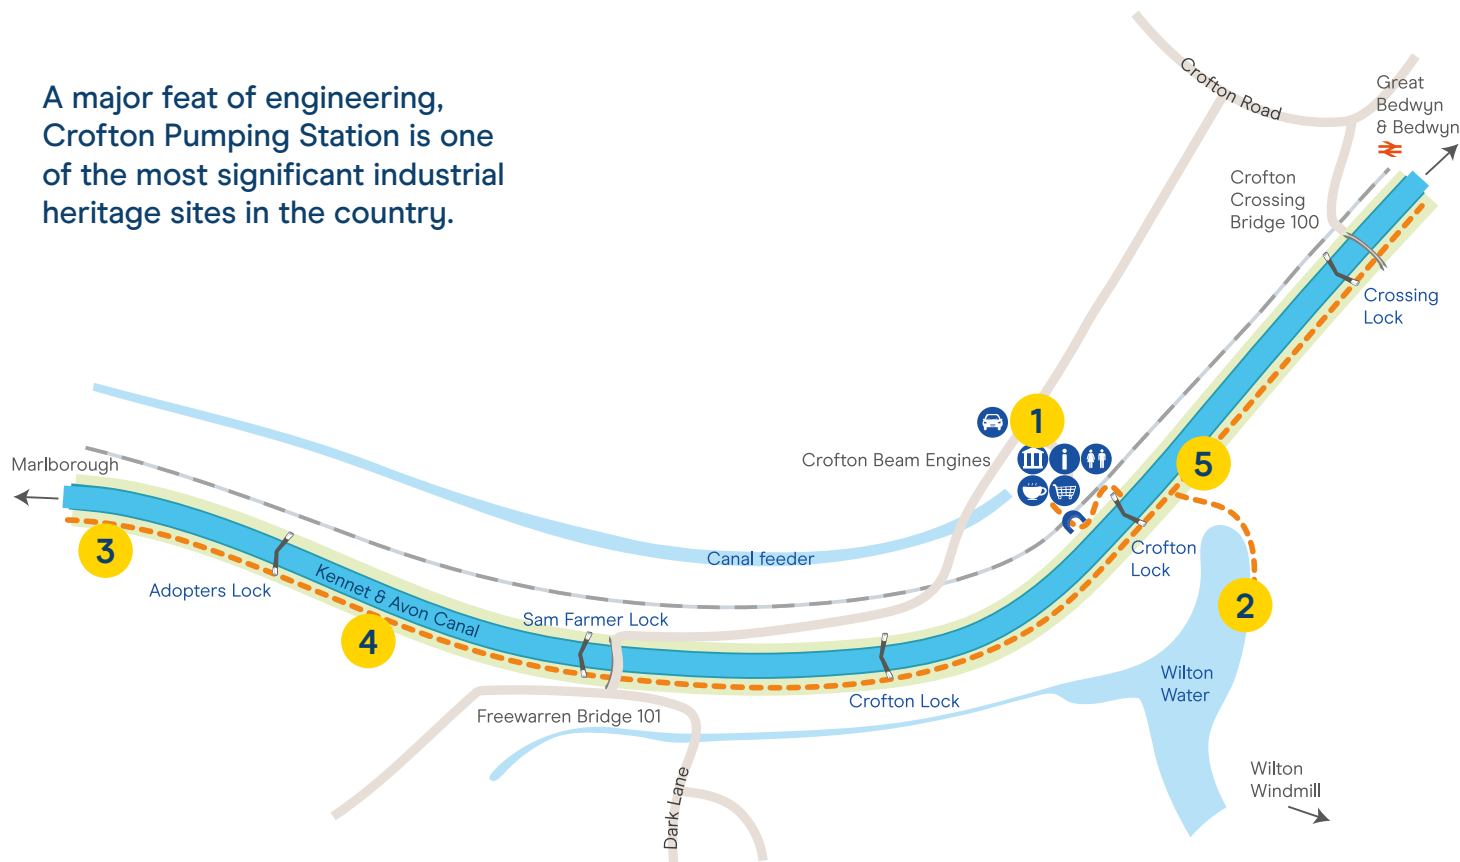 A major feat of engineering,
Crofton Pumping Station is one
of the most significant industrial
heritage sites in the country.
Crofton Road
Great
Bedwyn
& Bedwyn
Crofton
Crossing
Bridge 100
Crossing
Lock
1
Crofton Beam Engines
i
5
Marlborough
3
Canal feeder
Crofton
Lock
Adopters Lock
Kennet & Avon Canal
4
Sam Farmer Lock
2
Wilton
Water
Crofton Lock
Freewarren Bridge 101
Dark Lane
Wilton
Windmill